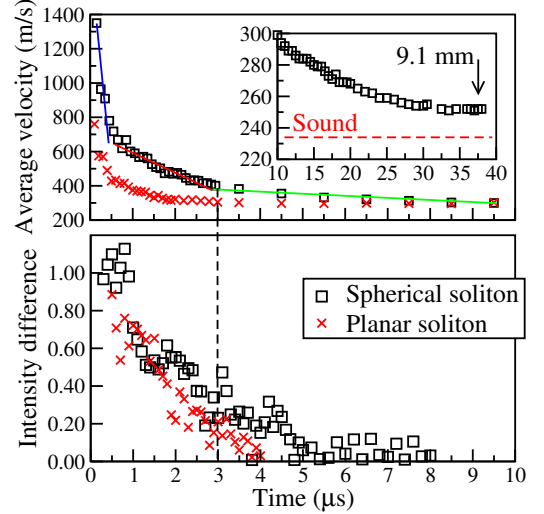 1400
1200
1000
800
600
400
200
Average velocity (m/s)
300
280
260
240
220
10 15 20 25 30 35 40
9.1 mm
Sound
1.00
0.80
0.60
0.40
0.20
0.00
Intensity difference
Spherical soliton
Planar soliton
0 1 2 3 4 5 6 7 8 9 10
Time (μs)